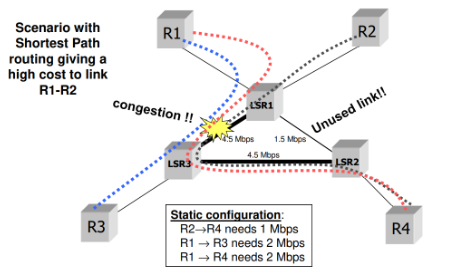 Scenario with
Shortest Path
routing giving a
high cost to link
R1-R2
R1
R2
LSR1
congestion !!
Unused link!!
4.5 Mbps
1.5 Mbps
4.5 Mbps
LSR3
LSR2
R3
R4
Static configuration:
R2→R4 needs 1 Mbps
R1 → R3 needs 2 Mbps
R1 → R4 needs 2 Mbps